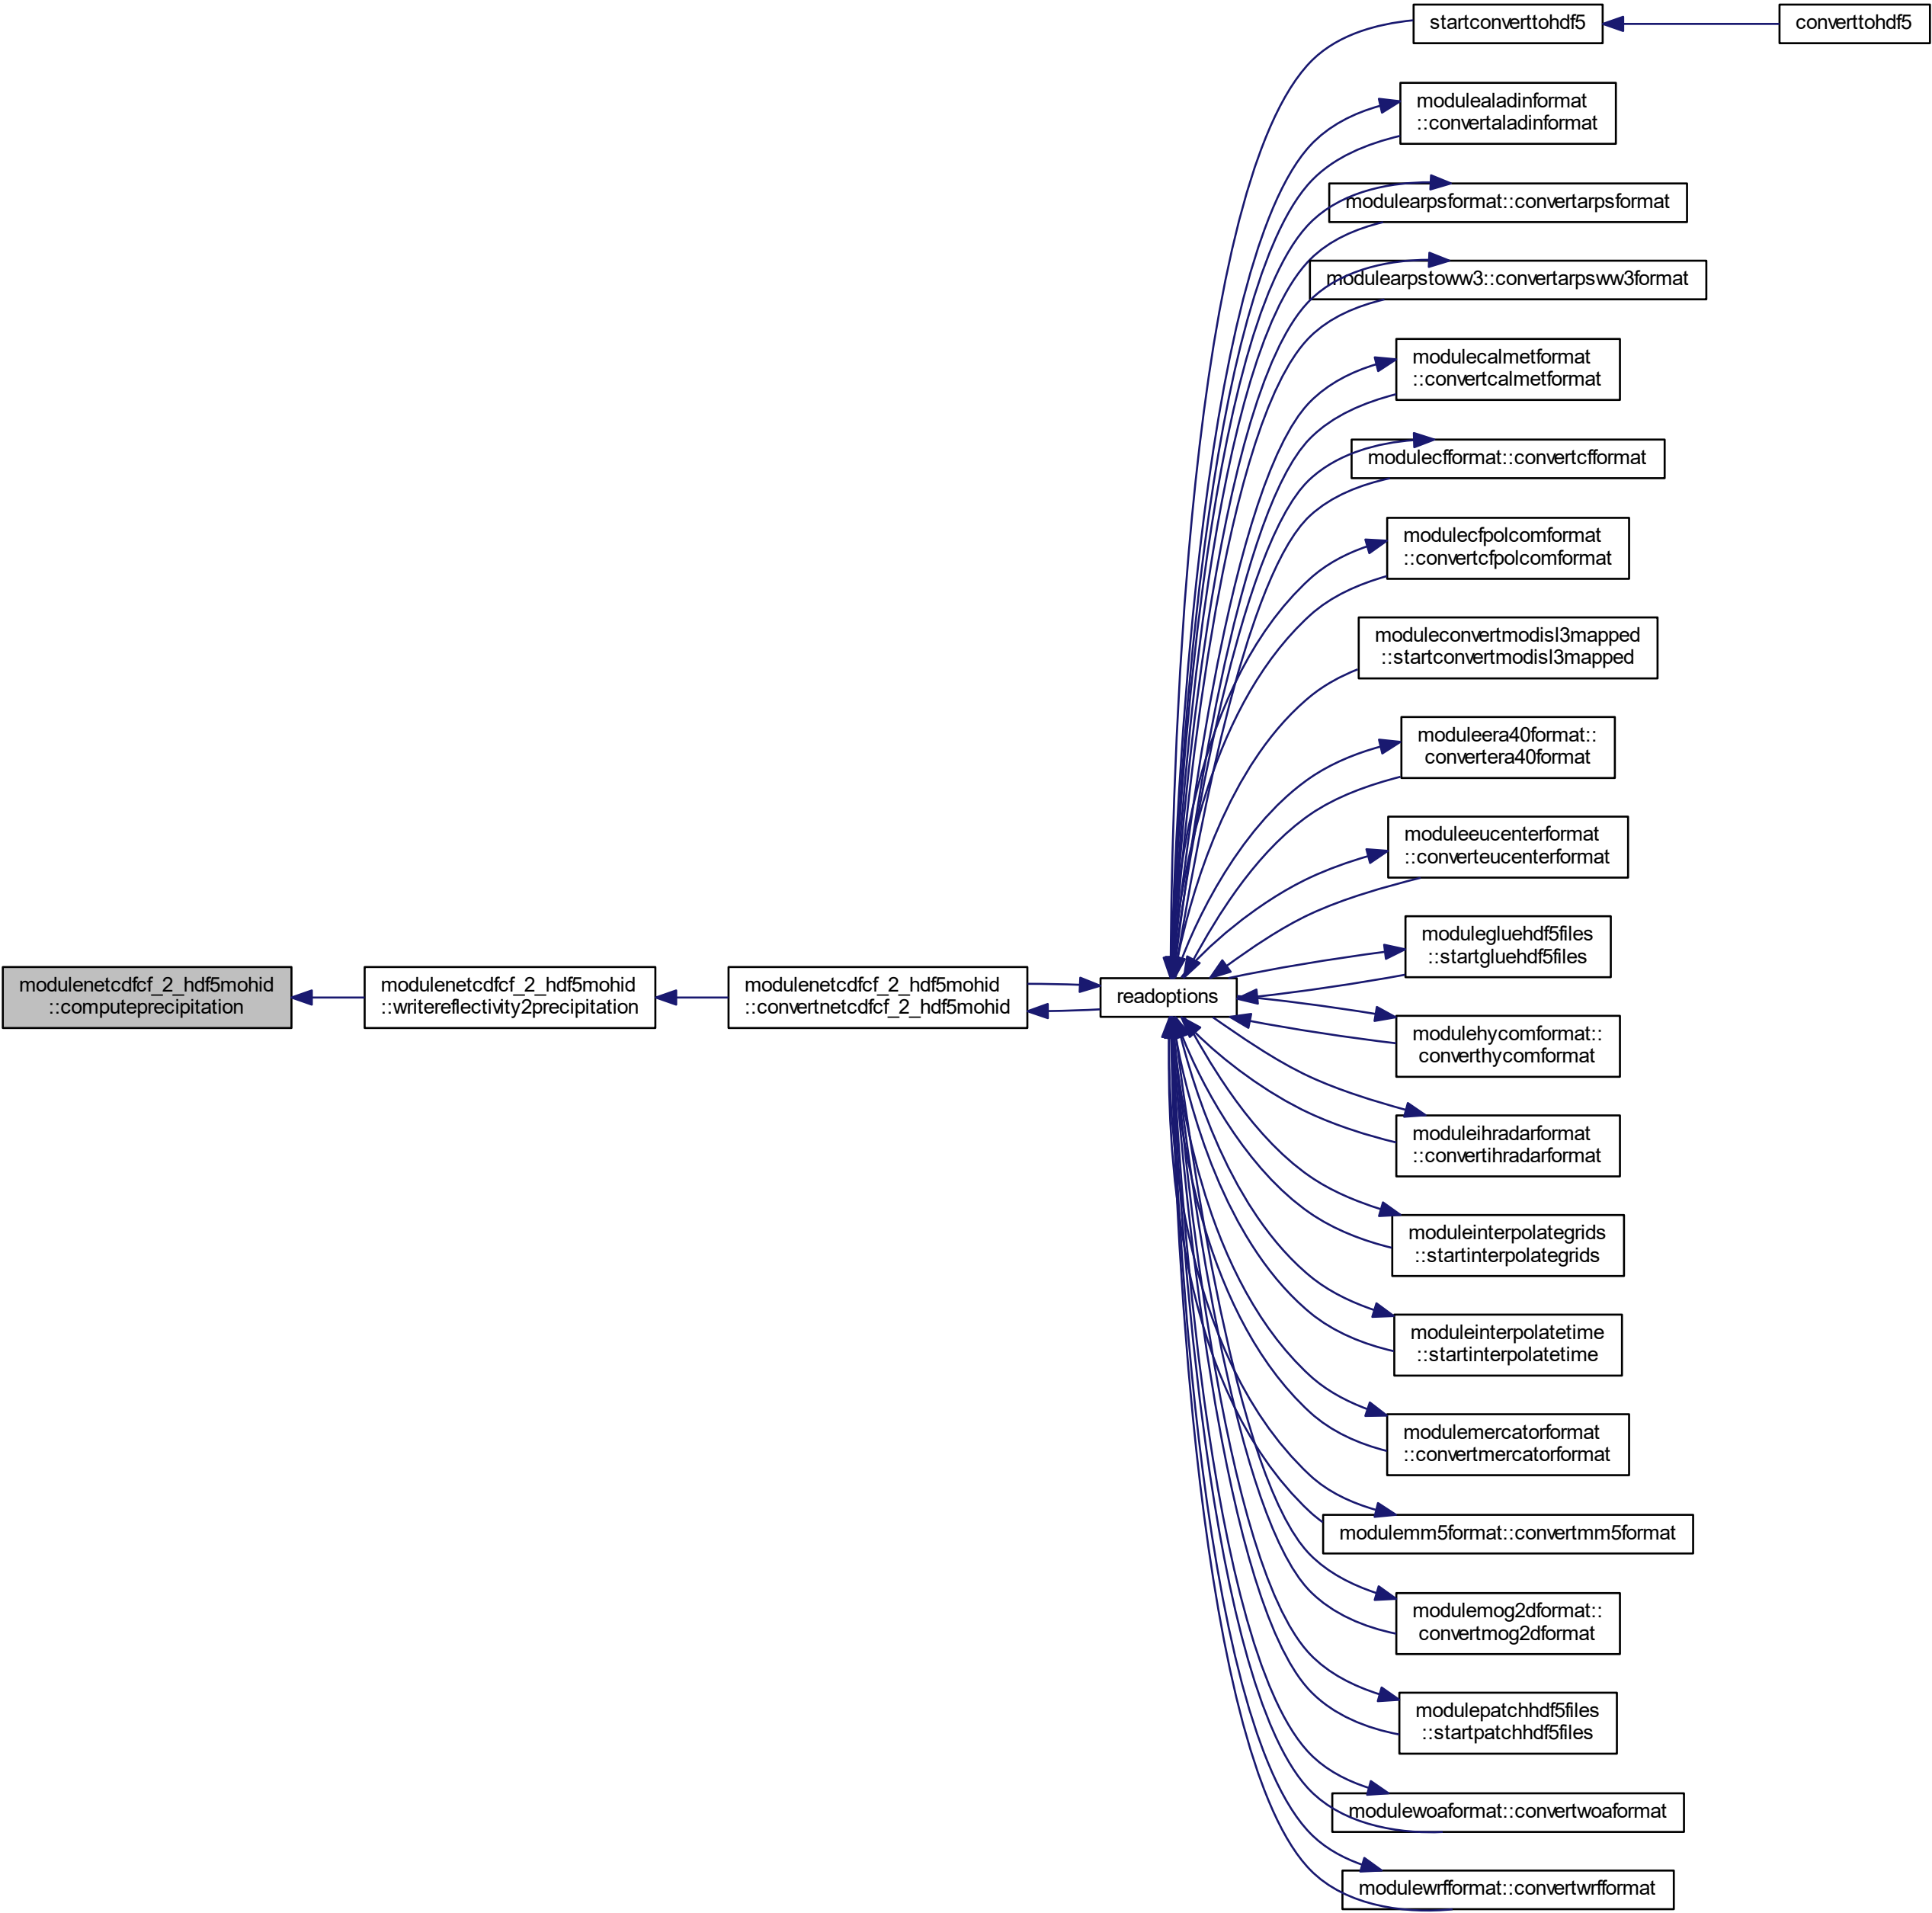 modulenetcdfcf_2_hdf5mohid
::computeprecipitation
modulenetcdfcf_2_hdf5mohid
::writereflectivity2precipitation
modulenetcdfcf_2_hdf5mohid
::convertnetcdfcf_2_hdf5mohid
readoptions
startconverttohdf5
converttohdf5
modulealadinformat
::convertaladinformat
modulearpsformat::convertarpsformat
modulearpstoww3::convertarpsww3format
modulecalmetformat
::convertcalmetformat
modulecfformat::convertcfformat
modulecfpolcomformat
::convertcfpolcomformat
moduleconvertmodisl3mapped
::startconvertmodisl3mapped
moduleera40format::
convertera40format
moduleeucenterformat
::converteucenterformat
modulegluehdf5files
::startgluehdf5files
modulehycomformat::
converthycomformat
moduleihradarformat
::convertihradarformat
moduleinterpolategrids
::startinterpolategrids
moduleinterpolatetime
::startinterpolatetime
modulemercatorformat
::convertmercatorformat
modulemm5format::convertmm5format
modulemog2dformat::
convertmog2dformat
modulepatchhdf5files
::startpatchhdf5files
modulewoaformat::convertwoaformat
modulewrfformat::convertwrfformat